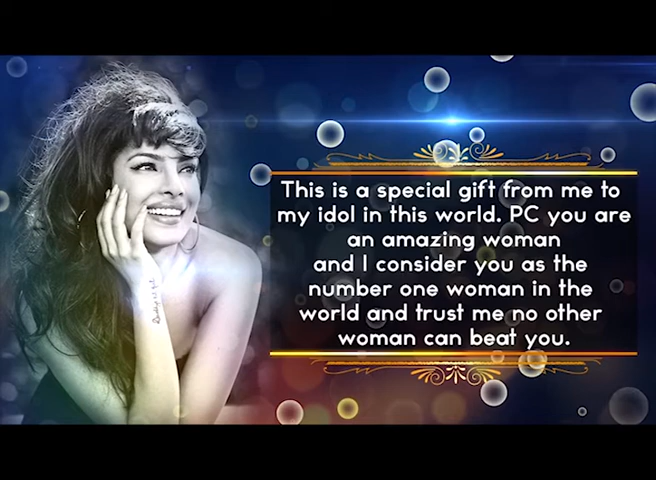 This is a special gift from me to
my idol in this world. PC you are
an amazing woman
and I consider you as the
number one woman in the
world and trust me no other
woman can beat you.